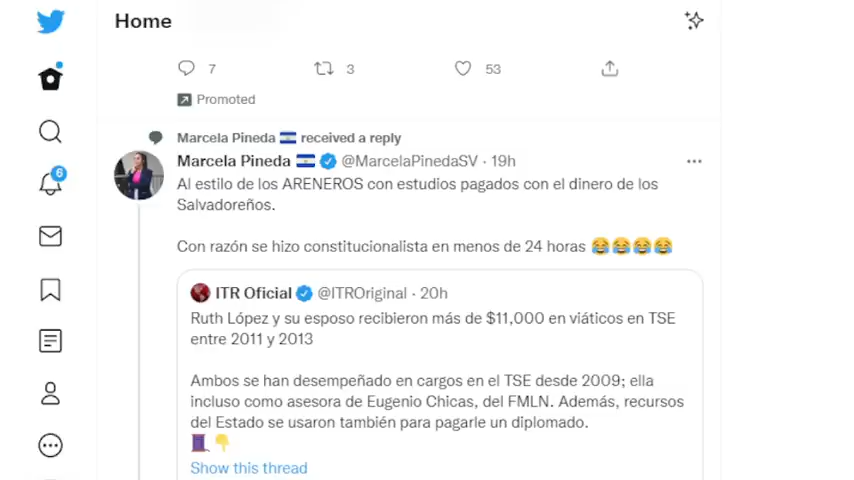 Home
7
3
53
Promoted
Marcela Pineda 🇸🇻 received a reply
Marcela Pineda 🇸🇻 @MarcelaPinedaSV · 19h
Al estilo de los ARENEROS con estudios pagados con el dinero de los
Salvadoreños.
Con razón se hizo constitucionalista en menos de 24 horas 😂😂😂😂
ITR Oficial @ITROriginal · 20h
Ruth López y su esposo recibieron más de $11,000 en viáticos en TSE
entre 2011 y 2013
Ambos se han desempeñado en cargos en el TSE desde 2009; ella
incluso como asesora de Eugenio Chicas, del FMLN. Además, recursos
del Estado se usaron también para pagarle un diplomado.
🧵👇
Show this thread
6